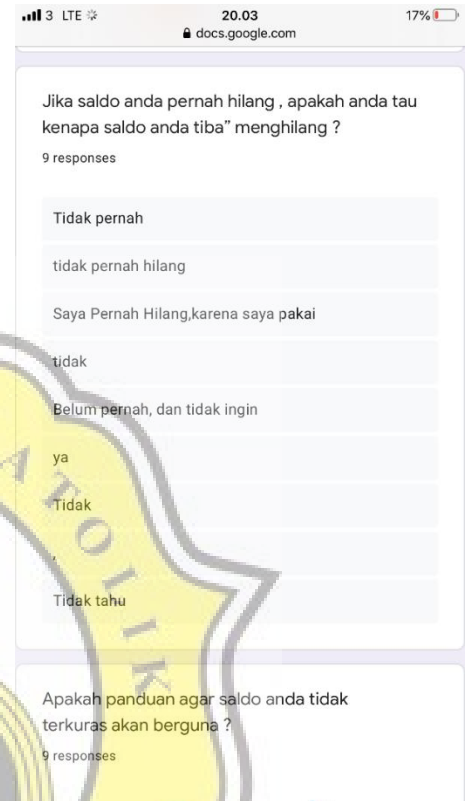 3 LTE
20.03
17%
docs.google.com
Jika saldo anda pernah hilang , apakah anda tau
kenapa saldo anda tiba” menghilang ?
9 responses
Tidak pernah
tidak pernah hilang
Saya Pernah Hilang,karena saya pakai
tidak
Belum pernah, dan tidak ingin
ya
Tidak
.
Tidak tahu
ATOLIK
Apakah panduan agar saldo anda tidak
terkuras akan berguna ?
9 responses